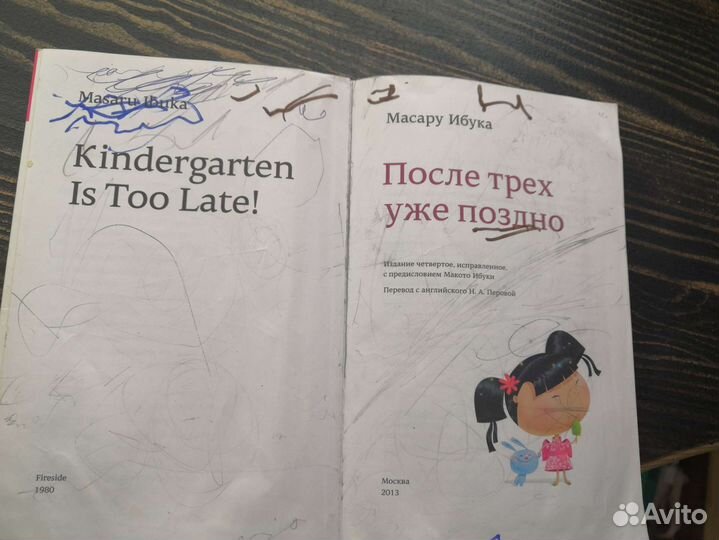 Masaru Ibuka
Kindergarten
Is Too Late!
Fireside
1980
Масару Ибука
После трех
уже поздно
Издание четвертое, исправленное,
с предисловием Макото Ибуки
Перевод с английского Н. А. Перовой
Москва
2013
Avito